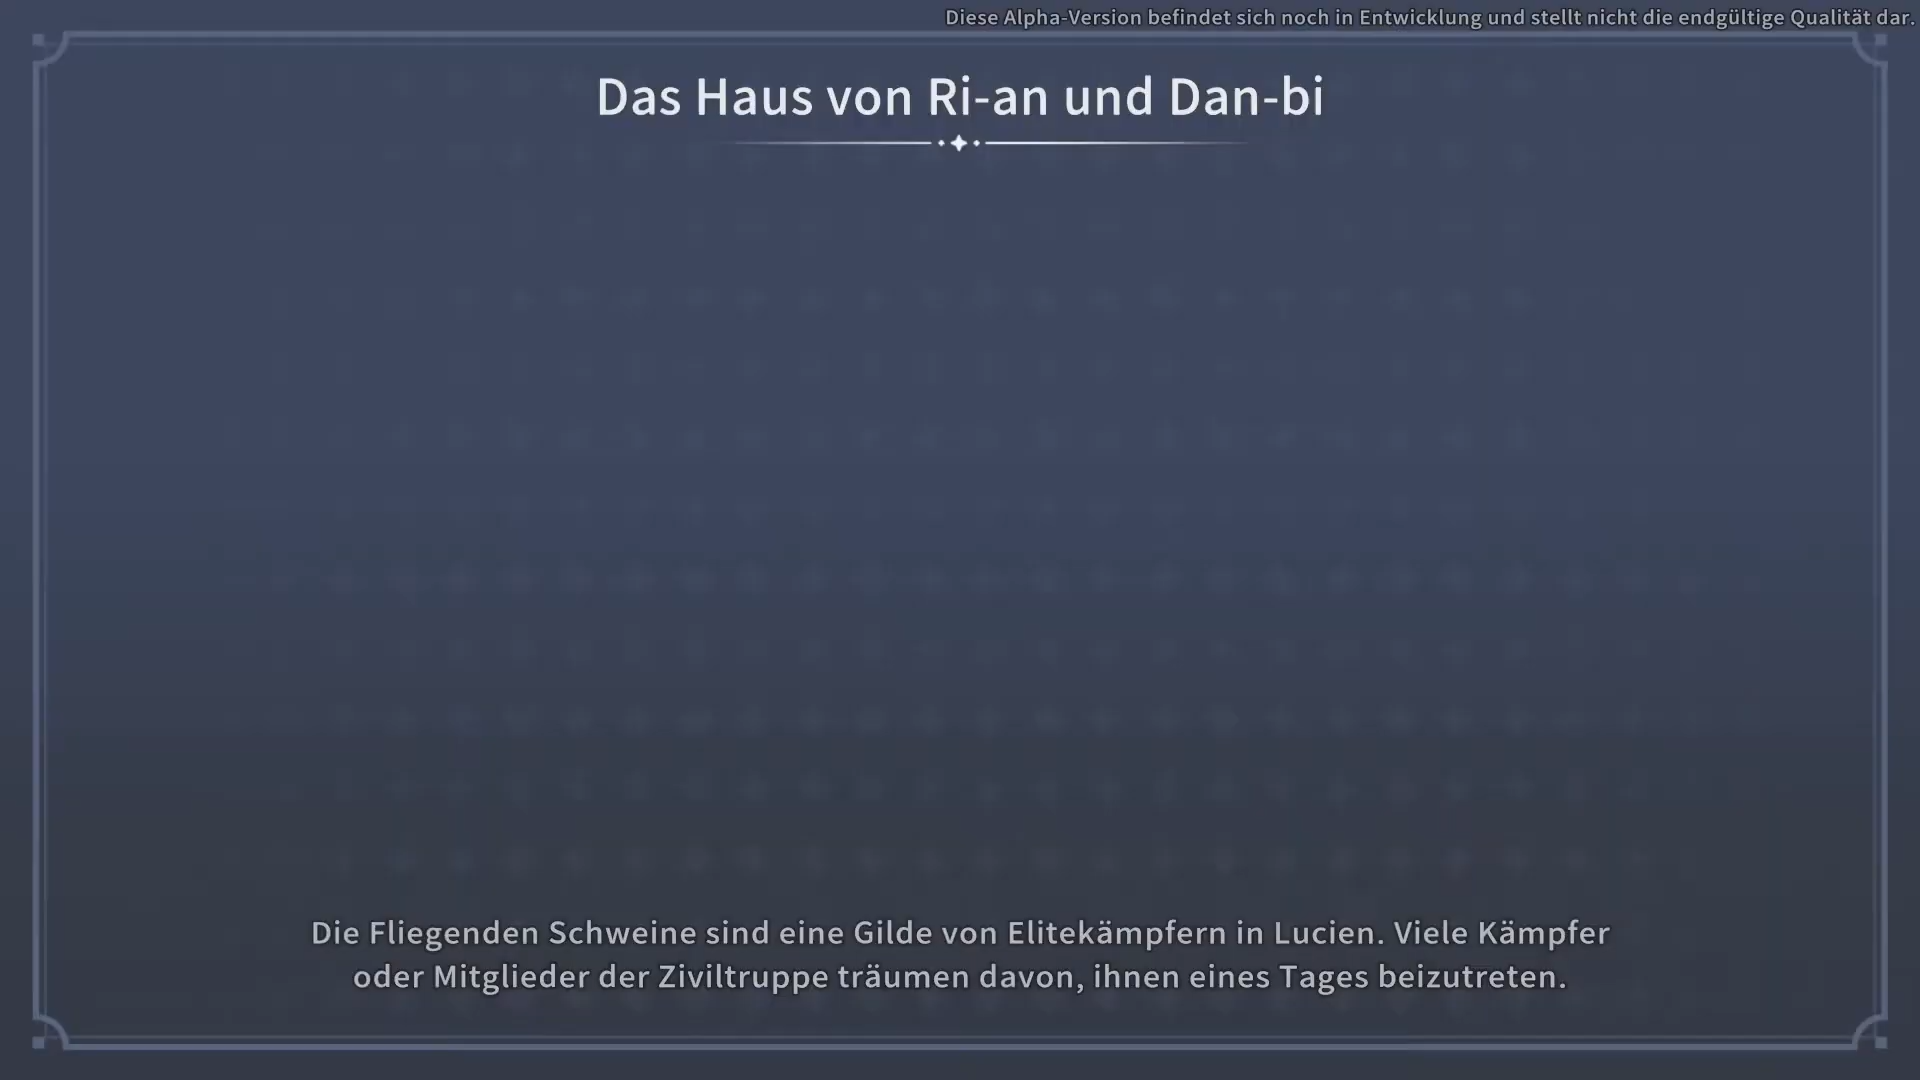 Diese Alpha-Version befindet sich noch in Entwicklung und stellt nicht die endgültige Qualität dar.
Das Haus von Ri-an und Dan-bi
Die Fliegenden Schweine sind eine Gilde von Elitekämpfern in Lucien. Viele Kämpfer
oder Mitglieder der Ziviltruppe träumen davon, ihnen eines Tages beizutreten.